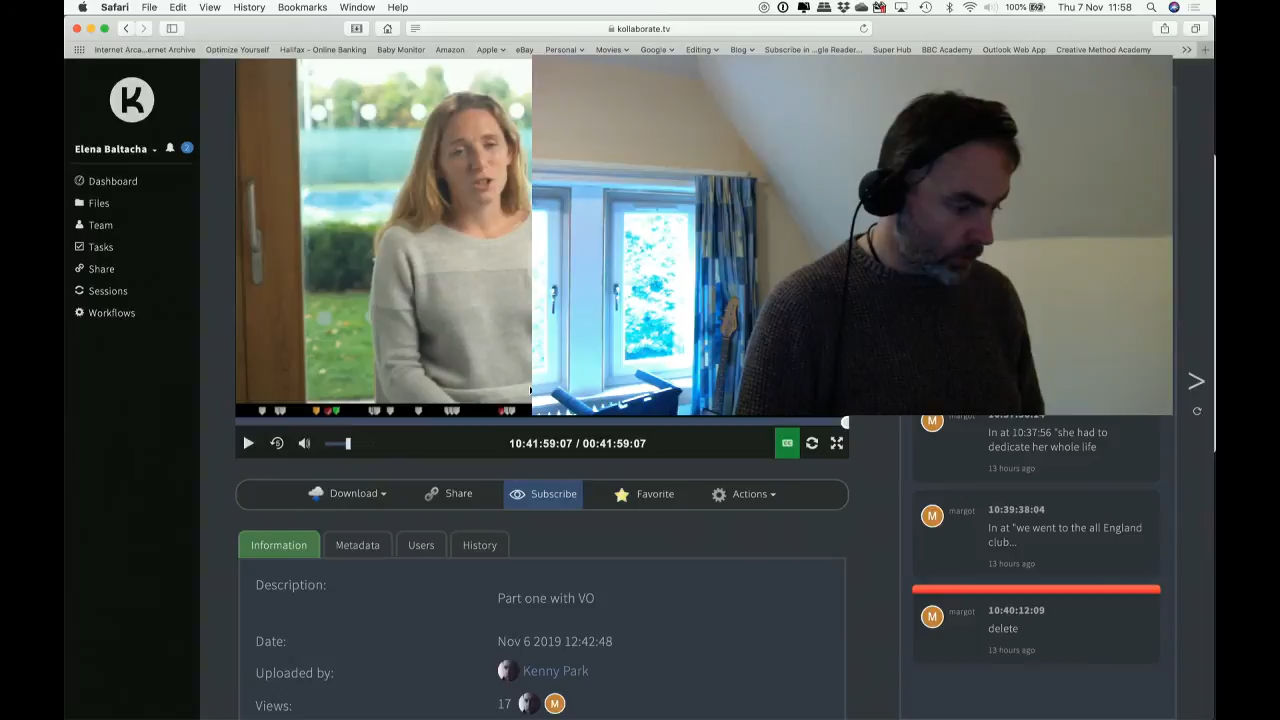 Safari File Edit View History Bookmarks Window Help 100% Thu 7 Nov 11:58
kollaborate.tv
Internet Arca...ernet Archive Optimize Yourself Halifax – Online Banking Baby Monitor Amazon Apple eBay Personal Movies Google Editing Blog Subscribe in ...gle Reader... Super Hub BBC Academy Outlook Web App Creative Method Academy
K
Elena Baltacha 2
Dashboard
Files
Team
Tasks
Share
Sessions
Workflows
10:41:59:07 / 00:41:59:07
CC
Download Share Subscribe Favorite Actions
Information Metadata Users History
Description:
Part one with VO
Date: Nov 6 2019 12:42:48
Uploaded by: Kenny Park
Views: 17 M
M margot
In at 10:37:56 "she had to
dedicate her whole life
13 hours ago
M margot 10:39:38:04
In at "we went to the all England
club...
13 hours ago
M margot 10:40:12:09
delete
13 hours ago